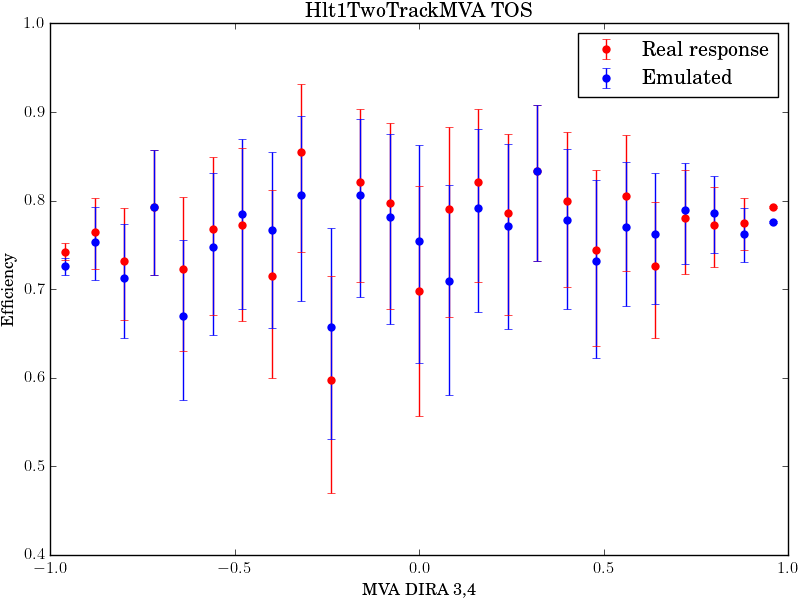 Hlt1TwoTrackMVA TOS
Real response
Emulated
1.0
0.9
0.8
0.7
0.6
0.5
0.4
Efficiency
−1.0 −0.5 0.0 0.5 1.0
MVA DIRA 3,4